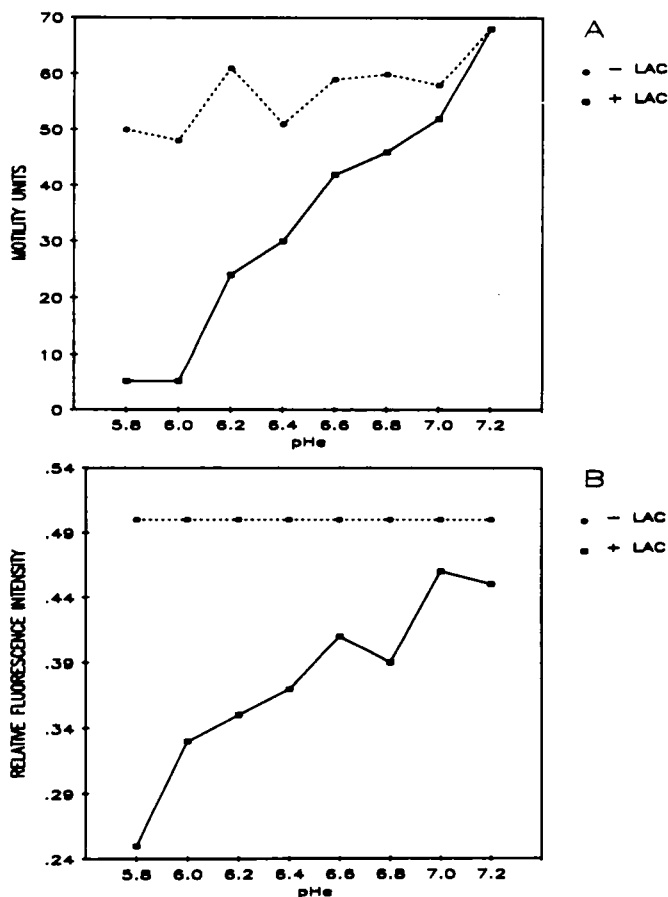 A
- LAC
+ LAC
MOTILITY UNITS
70
60
50
40
30
20
10
0
5.8 6.0 6.2 6.4 6.6 6.8 7.0 7.2
pHe
B
- LAC
+ LAC
RELATIVE FLUORESCENCE INTENSITY
.54
.49
.44
.39
.34
.29
.24
5.8 6.0 6.2 6.4 6.6 6.8 7.0 7.2
pHe